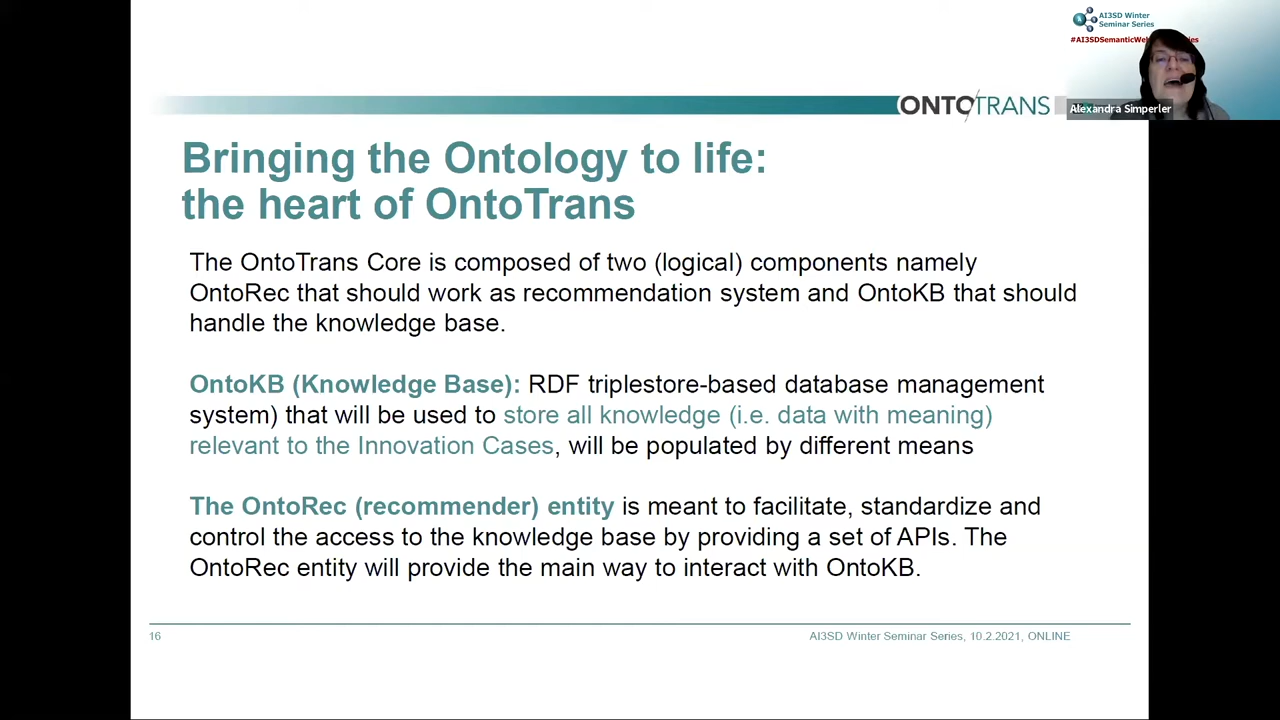 AI3SD Winter
Seminar Series
#AI3SDSemanticWeb
ies
ONTOTRANS
Alexandra Simperler
Bringing the Ontology to life:
the heart of OntoTrans
The OntoTrans Core is composed of two (logical) components namely
OntoRec that should work as recommendation system and OntoKB that should
handle the knowledge base.
OntoKB (Knowledge Base): RDF triplestore-based database management
system) that will be used to store all knowledge (i.e. data with meaning)
relevant to the Innovation Cases, will be populated by different means
The OntoRec (recommender) entity is meant to facilitate, standardize and
control the access to the knowledge base by providing a set of APIs. The
OntoRec entity will provide the main way to interact with OntoKB.
16
AI3SD Winter Seminar Series, 10.2.2021, ONLINE